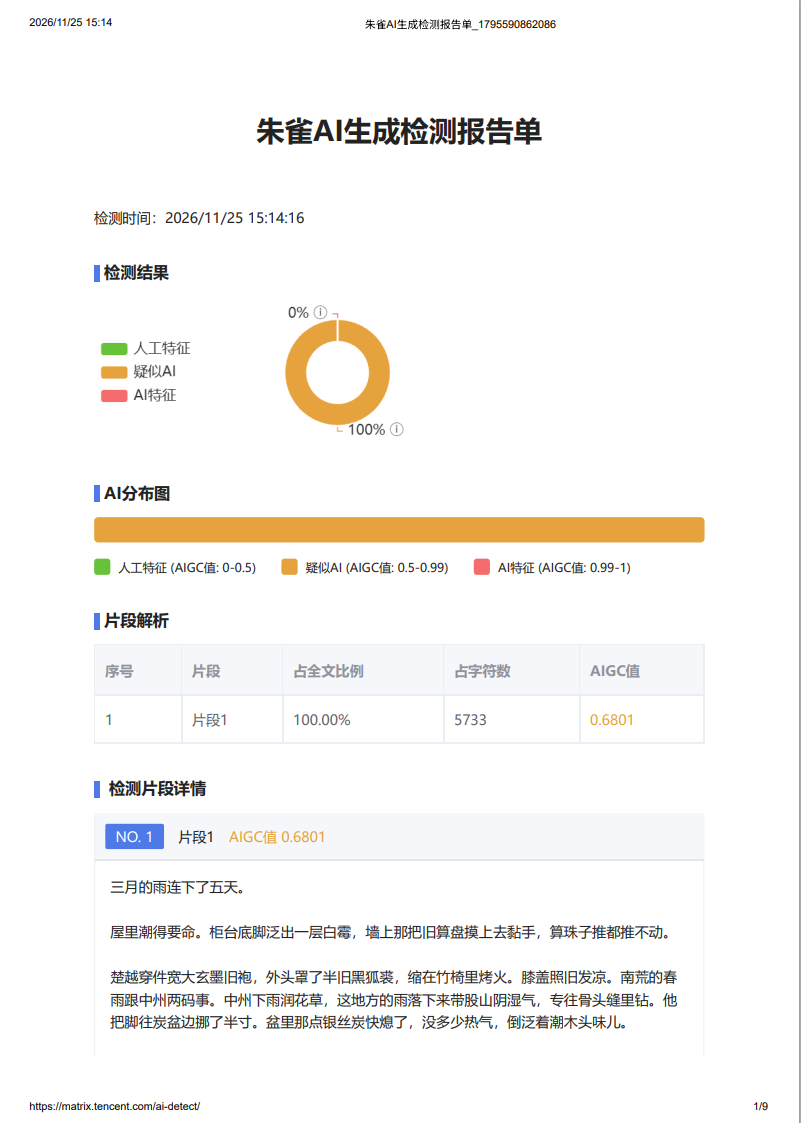 2026/11/25 15:14
朱雀AI生成检测报告单_1795590862086
朱雀AI生成检测报告单
检测时间：2026/11/25 15:14:16
检测结果
人工特征
疑似AI
AI特征
0%
100%
AI分布图
人工特征 (AIGC值: 0-0.5)
疑似AI (AIGC值: 0.5-0.99)
AI特征 (AIGC值: 0.99-1)
片段解析
序号 片段 占全文比例 占字符数 AIGC值
1 片段1 100.00% 5733 0.6801
检测片段详情
NO. 1 片段1 AIGC值 0.6801
三月的雨连下了五天。
屋里潮得要命。柜台底脚泛出一层白霉，墙上那把旧算盘摸上去黏手，算珠子推都推不动。
楚越穿件宽大玄墨旧袍，外头罩了半旧黑狐裘，缩在竹椅里烤火。膝盖照旧发凉。南荒的春
雨跟中州两码事。中州下雨润花草，这地方的雨落下来带股山阴湿气，专往骨头缝里钻。他
把脚往炭盆边挪了半寸。盆里那点银丝炭快熄了，没多少热气，倒泛着潮木头味儿。
https://matrix.tencent.com/ai-detect/
1/9